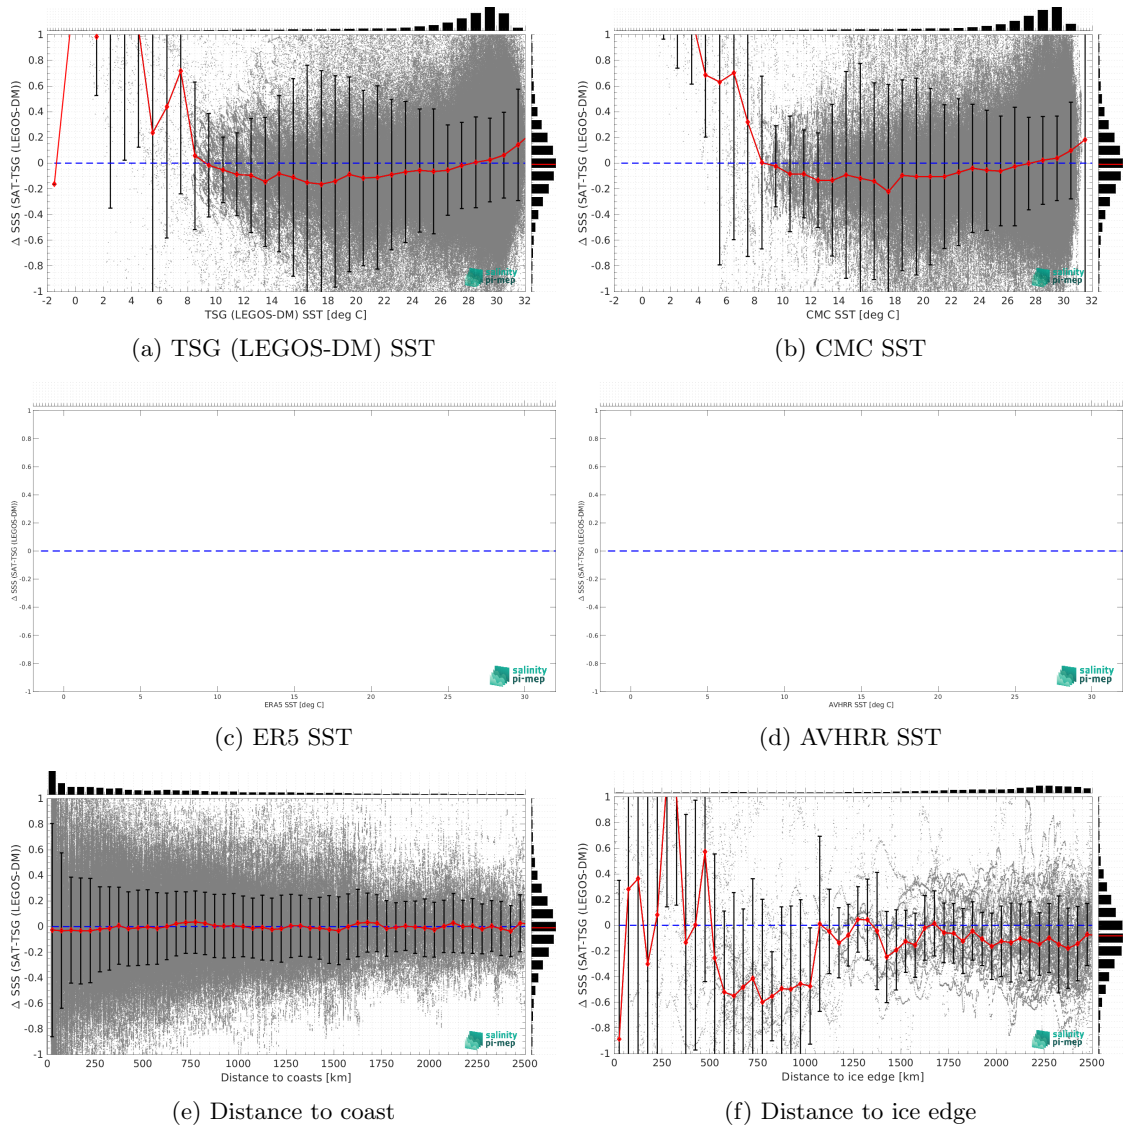 1
0.8
0.6
0.4
0.2
0
-0.2
-0.4
-0.6
-0.8
-1
Δ SSS (SAT-TSG (LEGOS-DM))
salinity
pi-mep
-2 0 2 4 6 8 10 12 14 16 18 20 22 24 26 28 30 32
TSG (LEGOS-DM) SST [deg C]
(a) TSG (LEGOS-DM) SST
1
0.8
0.6
0.4
0.2
0
-0.2
-0.4
-0.6
-0.8
-1
Δ SSS (SAT-TSG (LEGOS-DM))
salinity
pi-mep
-2 0 2 4 6 8 10 12 14 16 18 20 22 24 26 28 30 32
CMC SST [deg C]
(b) CMC SST
1
0.8
0.6
0.4
0.2
0
-0.2
-0.4
-0.6
-0.8
-1
Δ SSS (SAT-TSG (LEGOS-DM))
salinity
pi-mep
0 5 10 15 20 25 30
ERA5 SST [deg C]
(c) ER5 SST
1
0.8
0.6
0.4
0.2
0
-0.2
-0.4
-0.6
-0.8
-1
Δ SSS (SAT-TSG (LEGOS-DM))
salinity
pi-mep
0 5 10 15 20 25 30
AVHRR SST [deg C]
(d) AVHRR SST
1
0.8
0.6
0.4
0.2
0
-0.2
-0.4
-0.6
-0.8
-1
Δ SSS (SAT-TSG (LEGOS-DM))
salinity
pi-mep
0 250 500 750 1000 1250 1500 1750 2000 2250 2500
Distance to coasts [km]
(e) Distance to coast
1
0.8
0.6
0.4
0.2
0
-0.2
-0.4
-0.6
-0.8
-1
Δ SSS (SAT-TSG (LEGOS-DM))
salinity
pi-mep
0 250 500 750 1000 1250 1500 1750 2000 2250 2500
Distance to ice edge [km]
(f) Distance to ice edge